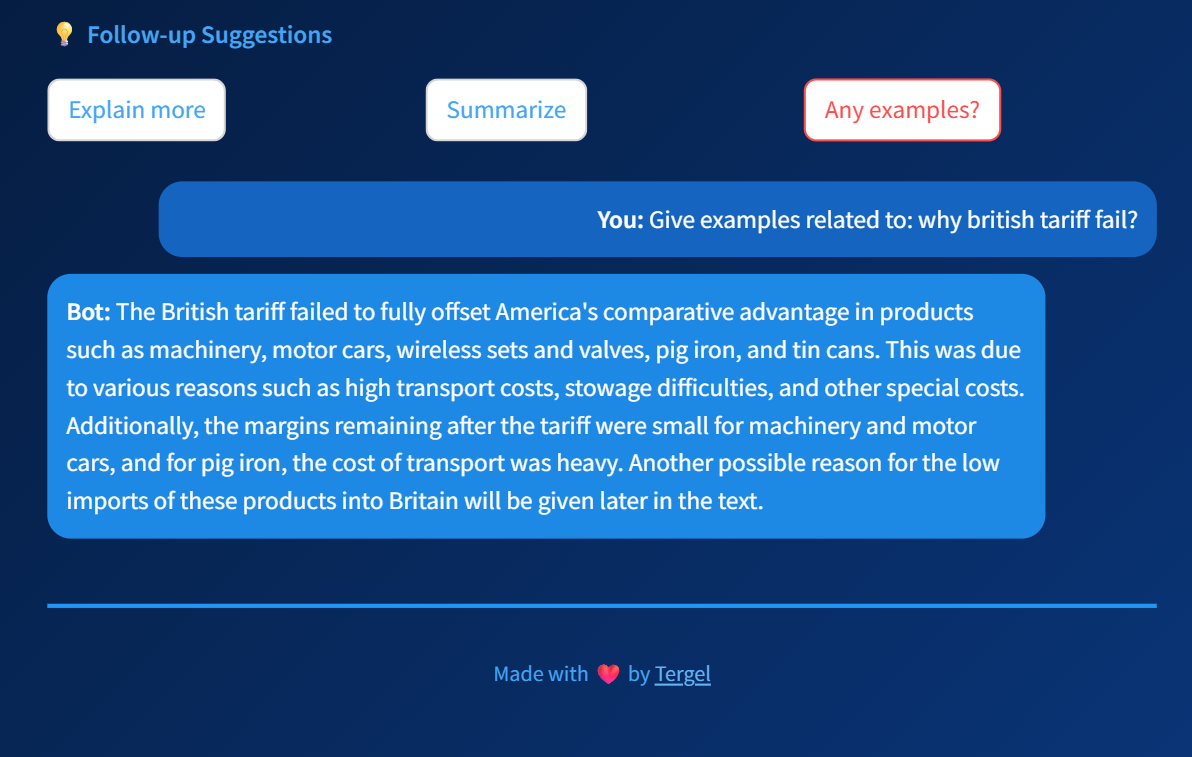 💡 Follow-up Suggestions
Explain more
Summarize
Any examples?
You: Give examples related to: why british tariff fail?
Bot: The British tariff failed to fully offset America's comparative advantage in products
such as machinery, motor cars, wireless sets and valves, pig iron, and tin cans. This was due
to various reasons such as high transport costs, stowage difficulties, and other special costs.
Additionally, the margins remaining after the tariff were small for machinery and motor
cars, and for pig iron, the cost of transport was heavy. Another possible reason for the low
imports of these products into Britain will be given later in the text.
Made with ❤️ by Tergel